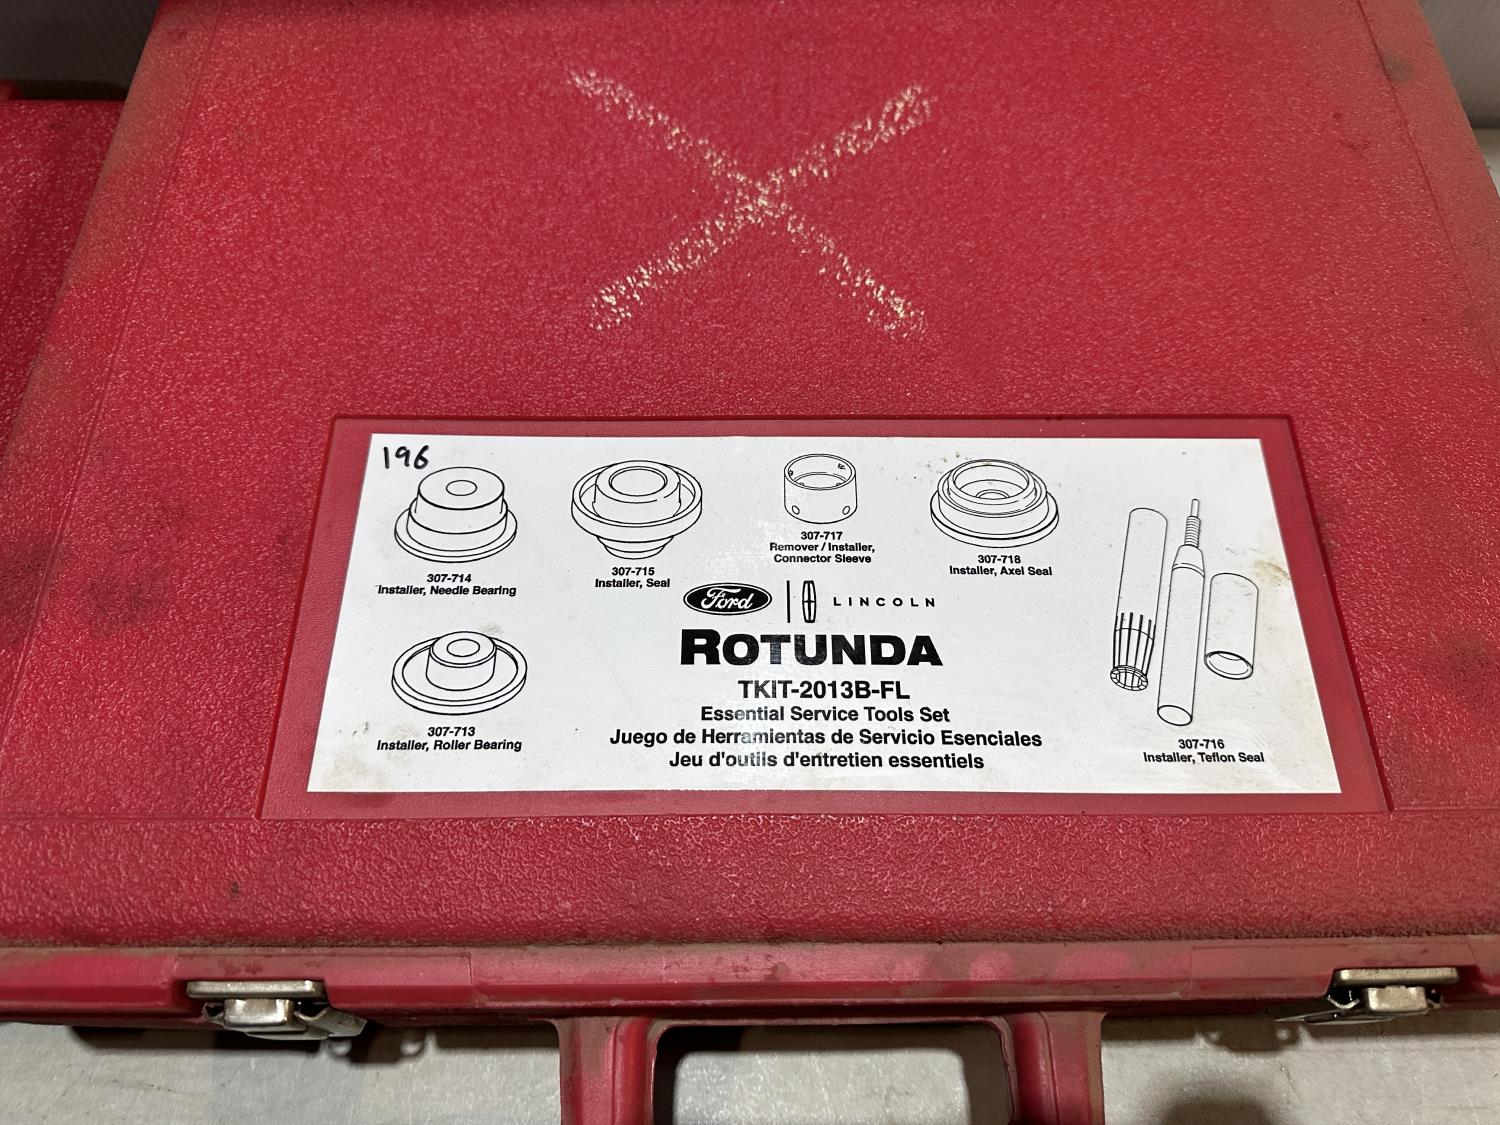 196
307-714
Installer, Needle Bearing
307-715
Installer, Seal
307-717
Remover / Installer,
Connector Sleeve
307-718
Installer, Axel Seal
Ford LINCOLN
ROTUNDA
TKIT-2013B-FL
Essential Service Tools Set
Juego de Herramientas de Servicio Esenciales
Jeu d'outils d'entretien essentiels
307-713
Installer, Roller Bearing
307-716
Installer, Teflon Seal